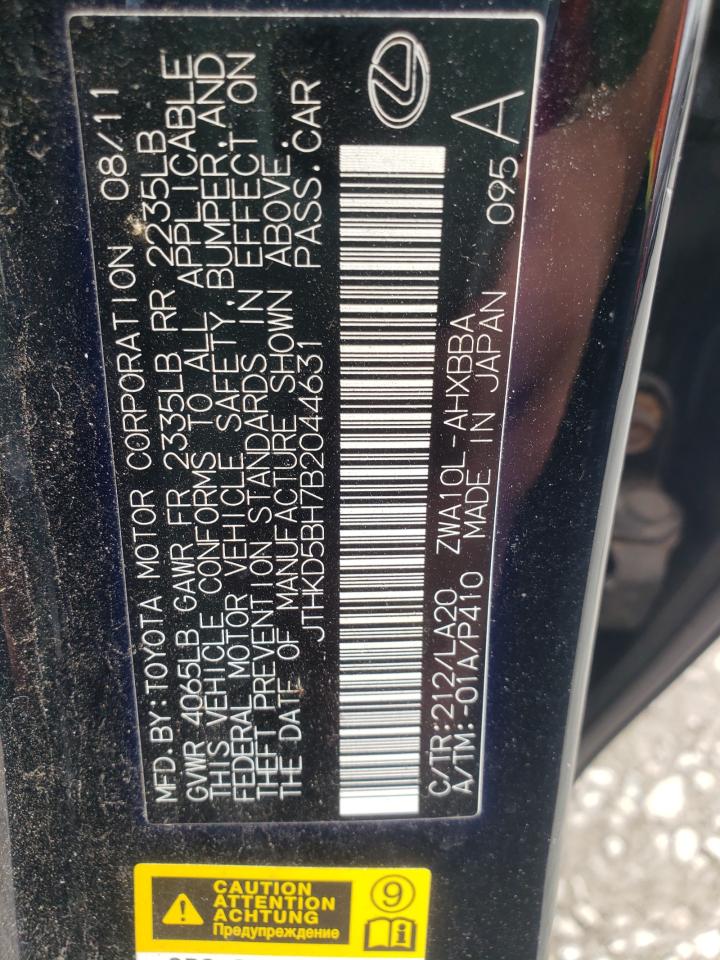 MFD.BY:TOYOTA MOTOR CORPORATION 08/11
GVWR 4065LB GAWR FR 2335LB RR 2235LB
THIS VEHICLE CONFORMS TO ALL APPLICABLE
FEDERAL MOTOR VEHICLE SAFETY,BUMPER,AND
THEFT PREVENTION STANDARDS IN EFFECT ON
THE DATE OF MANUFACTURE SHOWN ABOVE.
JTHKD5BH7B2044631 PASS.CAR
C/TR:212/LA20 ZWA10L-AHXBBA
A/TM:-01A/P410 MADE IN JAPAN 095
A
CAUTION
ATTENTION
ACHTUNG
Предупреждение
9